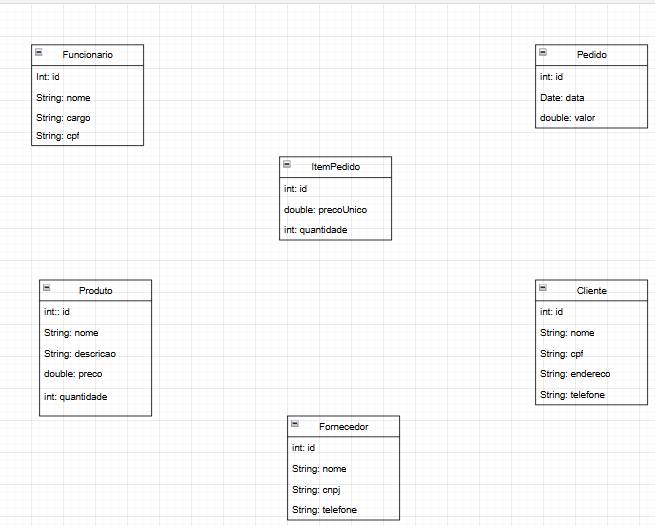 Funcionario
Int: id
String: nome
String: cargo
String: cpf
Pedido
int: id
Date: data
double: valor
ItemPedido
int: id
double: precoUnico
int: quantidade
Produto
int:: id
String: nome
String: descricao
double: preco
int: quantidade
Cliente
int: id
String: nome
String: cpf
String: endereco
String: telefone
Fornecedor
int: id
String: nome
String: cnpj
String: telefone